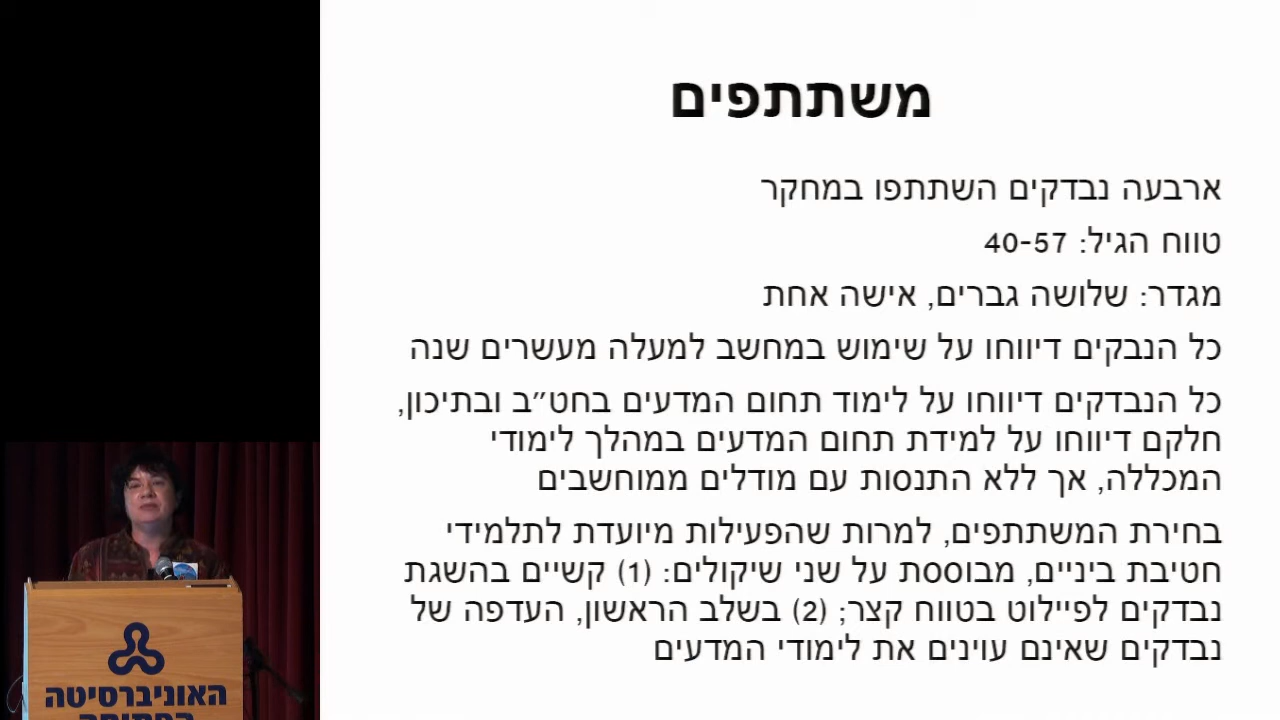 משתתפים
ארבעה נבדקים השתתפו במחקר
טווח הגיל: 40-57
מגדר: שלושה גברים, אישה אחת
כל הנבקים דיווחו על שימוש במחשב למעלה מעשרים שנה
כל הנבדקים דיווחו על לימוד תחום המדעים בחט״ב ובתיכון,
חלקם דיווחו על למידת תחום המדעים במהלך לימודי
המכללה, אך ללא התנסות עם מודלים ממוחשבים
בחירת המשתתפים, למרות שהפעילות מיועדת לתלמידי
חטיבת ביניים, מבוססת על שני שיקולים: (1) קשיים בהשגת
נבדקים לפיילוט בטווח קצר; (2) בשלב הראשון, העדפה של
נבדקים שאינם עוינים את לימודי המדעים
האוניברסיטה
הפתוחה